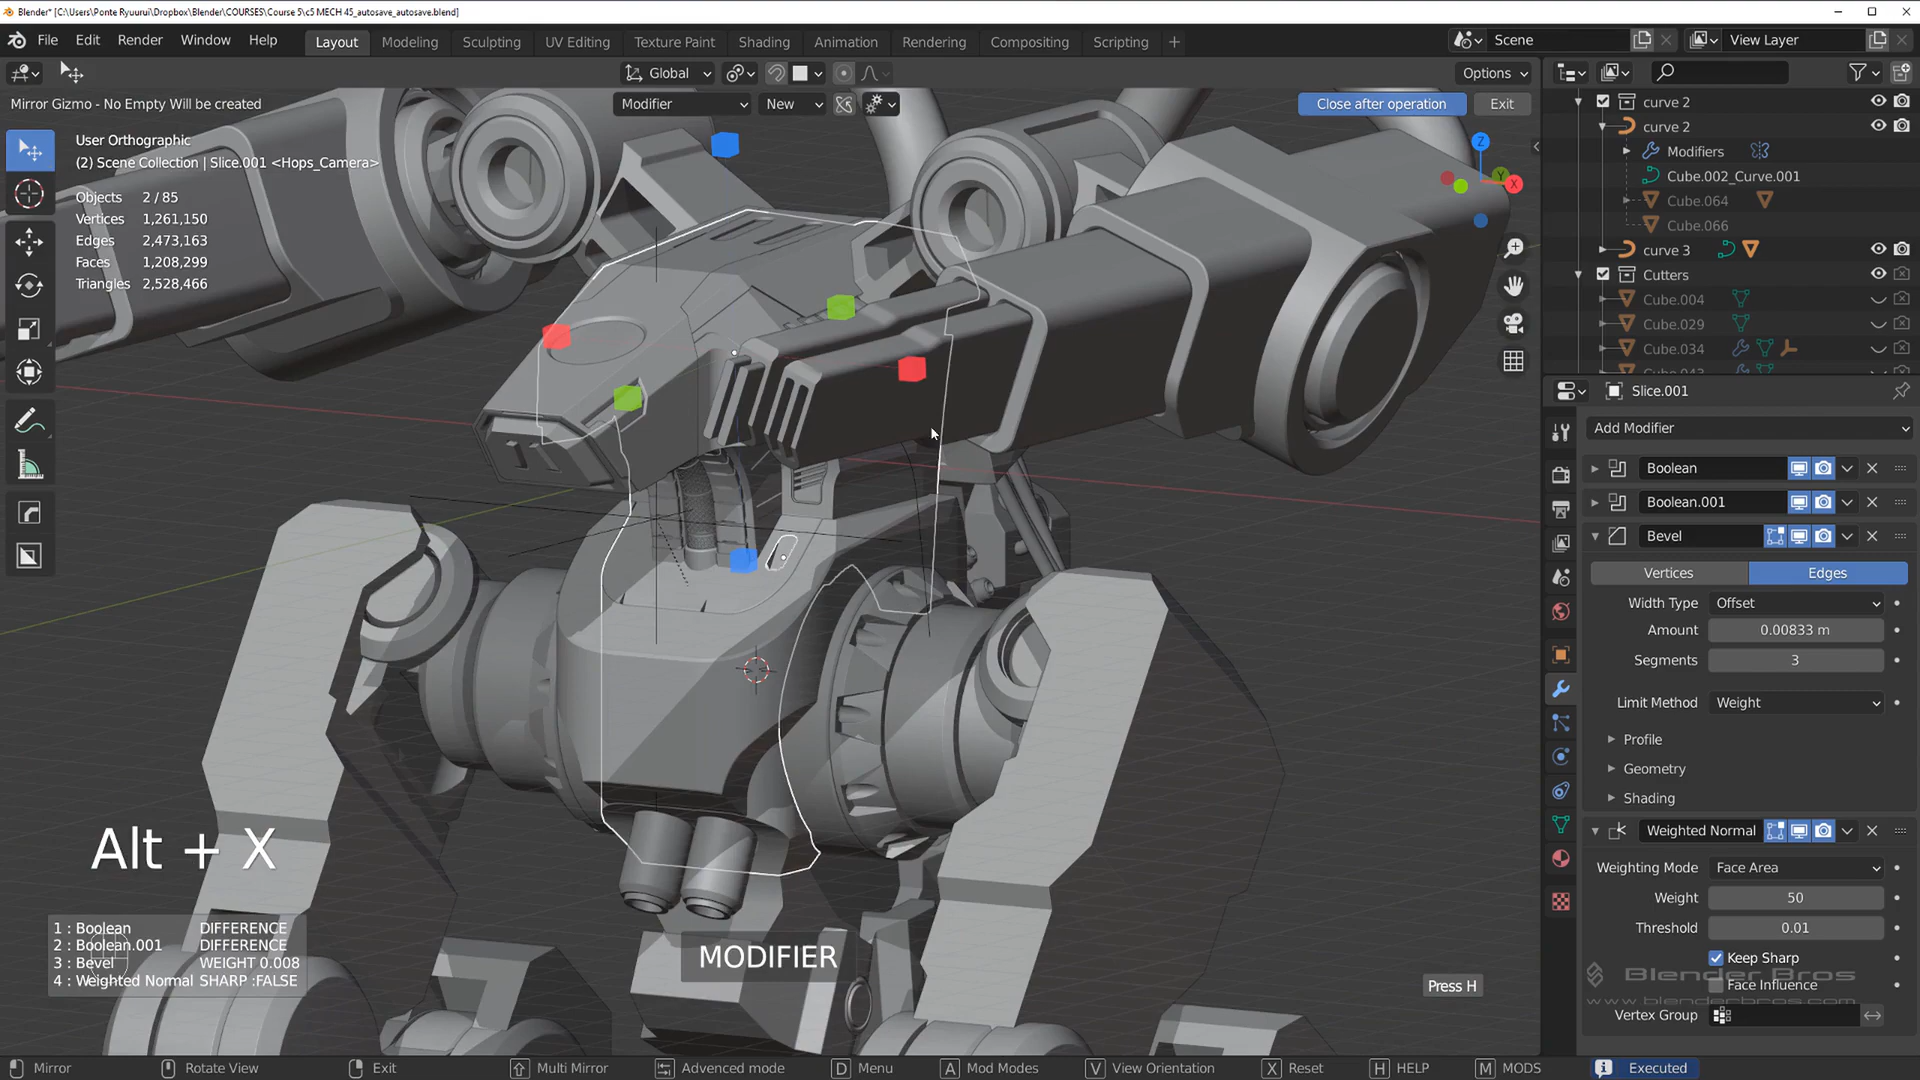 Blender* [C:\Users\Ponte Ryuurui\Dropbox\Blender\COURSES\Course 5\c5 MECH 45_autosave_autosave.blend]
File Edit Render Window Help Layout Modeling Sculpting UV Editing Texture Paint Shading Animation Rendering Compositing Scripting + Scene View Layer
Global Options
Mirror Gizmo - No Empty Will be created Modifier New Close after operation Exit
User Orthographic
(2) Scene Collection | Slice.001 <Hops_Camera>
Objects 2 / 85
Vertices 1,261,150
Edges 2,473,163
Faces 1,208,299
Triangles 2,528,466
Z
Y
X
curve 2
curve 2
Modifiers
Cube.002_Curve.001
Cube.064
Cube.066
curve 3
Cutters
Cube.004
Cube.029
Cube.034
Slice.001
Add Modifier
Boolean
Boolean.001
Bevel
Vertices Edges
Width Type Offset
Amount 0.00833 m
Segments 3
Limit Method Weight
Profile
Geometry
Shading
Weighted Normal
Weighting Mode Face Area
Weight 50
Threshold 0.01
Keep Sharp
Blender Bros
Face Influence
www.blenderbros.com
Vertex Group
Alt + X
1 : Boolean DIFFERENCE
2 : Boolean.001 DIFFERENCE
3 : Bevel WEIGHT 0.008
4 : Weighted Normal SHARP :FALSE
MODIFIER
Press H
Mirror Rotate View Exit Multi Mirror Advanced mode D Menu A Mod Modes V View Orientation X Reset H HELP M MODS Executed